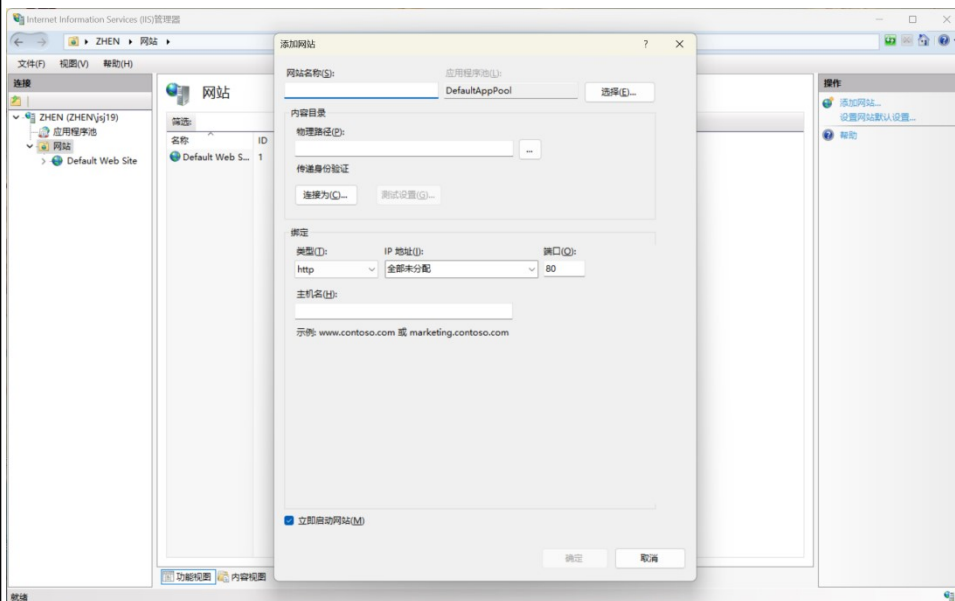 Internet Information Services (IIS)管理器
ZHEN
网站
文件(F) 视图(V) 帮助(H)
连接
ZHEN (ZHEN\jsj19)
应用程序池
网站
Default Web Site
网站
筛选:
名称 ID
Default Web S... 1
功能视图 内容视图
就绪
添加网站
?
网站名称(S): 应用程序池(L):
DefaultAppPool 选择(E)...
内容目录
物理路径(P):
...
传递身份验证
连接为(C)... 测试设置(G)...
绑定
类型(T): IP 地址(I): 端口(O):
http 全部未分配 80
主机名(H):
示例: www.contoso.com 或 marketing.contoso.com
立即启动网站(M)
确定 取消
操作
添加网站...
设置网站默认设置...
帮助